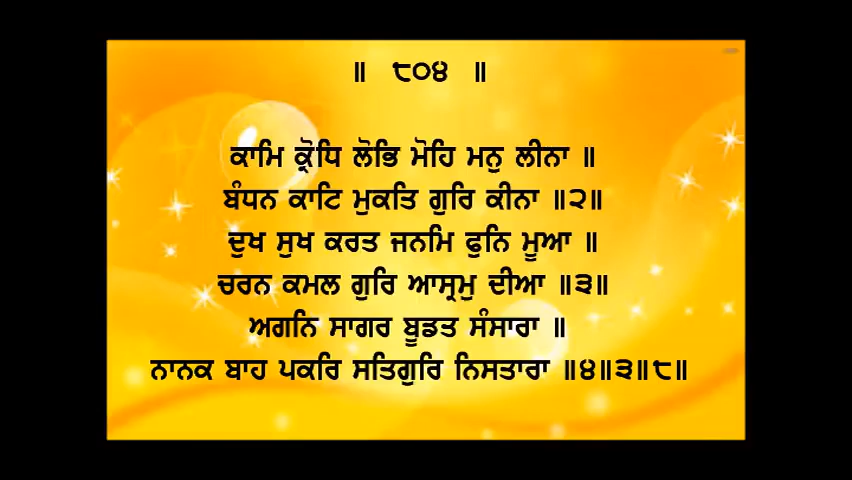 ॥ ੮੦੪ ॥
ਕਾਮਿ ਕ੍ਰੋਧਿ ਲੋਭਿ ਮੋਹਿ ਮਨੁ ਲੀਨਾ ॥
ਬੰਧਨ ਕਾਟਿ ਮੁਕਤਿ ਗੁਰਿ ਕੀਨਾ ॥੨॥
ਦੁਖ ਸੁਖ ਕਰਤ ਜਨਮਿ ਫੁਨਿ ਮੂਆ ॥
ਚਰਨ ਕਮਲ ਗੁਰਿ ਆਸ੍ਰਮੁ ਦੀਆ ॥੩॥
ਅਗਨਿ ਸਾਗਰ ਬੂਡਤ ਸੰਸਾਰਾ ॥
ਨਾਨਕ ਬਾਹ ਪਕਰਿ ਸਤਿਗੁਰਿ ਨਿਸਤਾਰਾ ॥੪॥੩॥੮॥